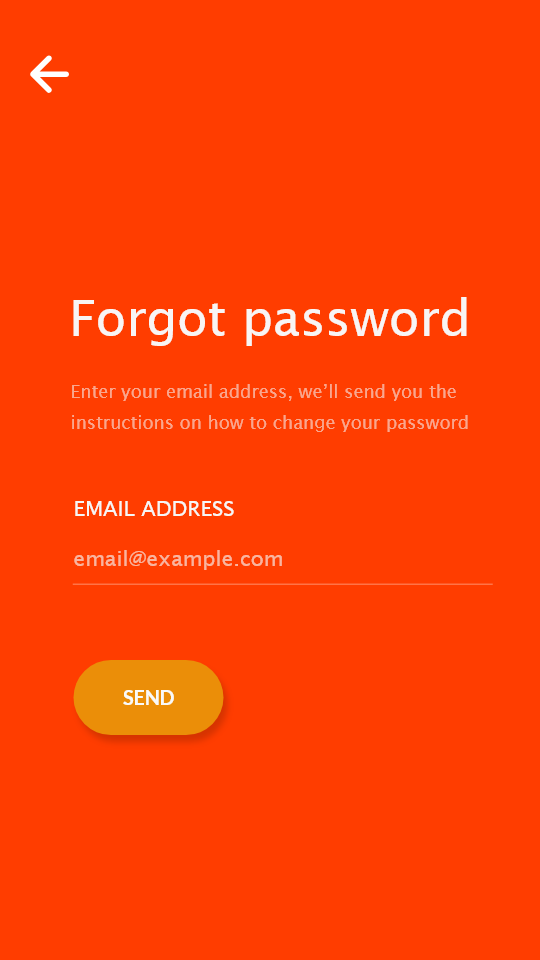 Forgot password
Enter your email address, we’ll send you the
instructions on how to change your password
EMAIL ADDRESS
email@example.com
SEND